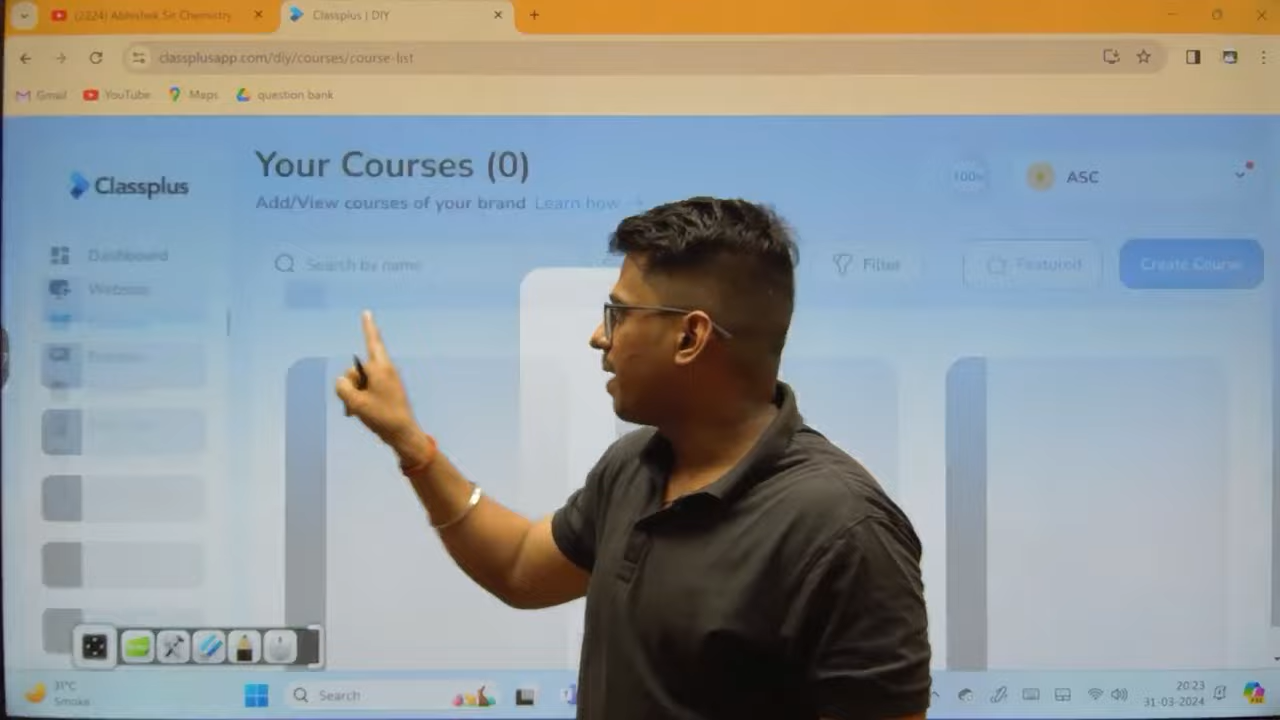 (2224) Abhishek Sir Chemistry
Classplus | DIY
classplusapp.com/diy/courses/course-list
Gmail
YouTube
Maps
question bank
Classplus
Your Courses (0)
Add/View courses of your brand Learn how →
100%
ASC
Dashboard
Website
Search by name
Filter
Featured
Create Course
31°C
Smoke
Search
20:23
31-03-2024